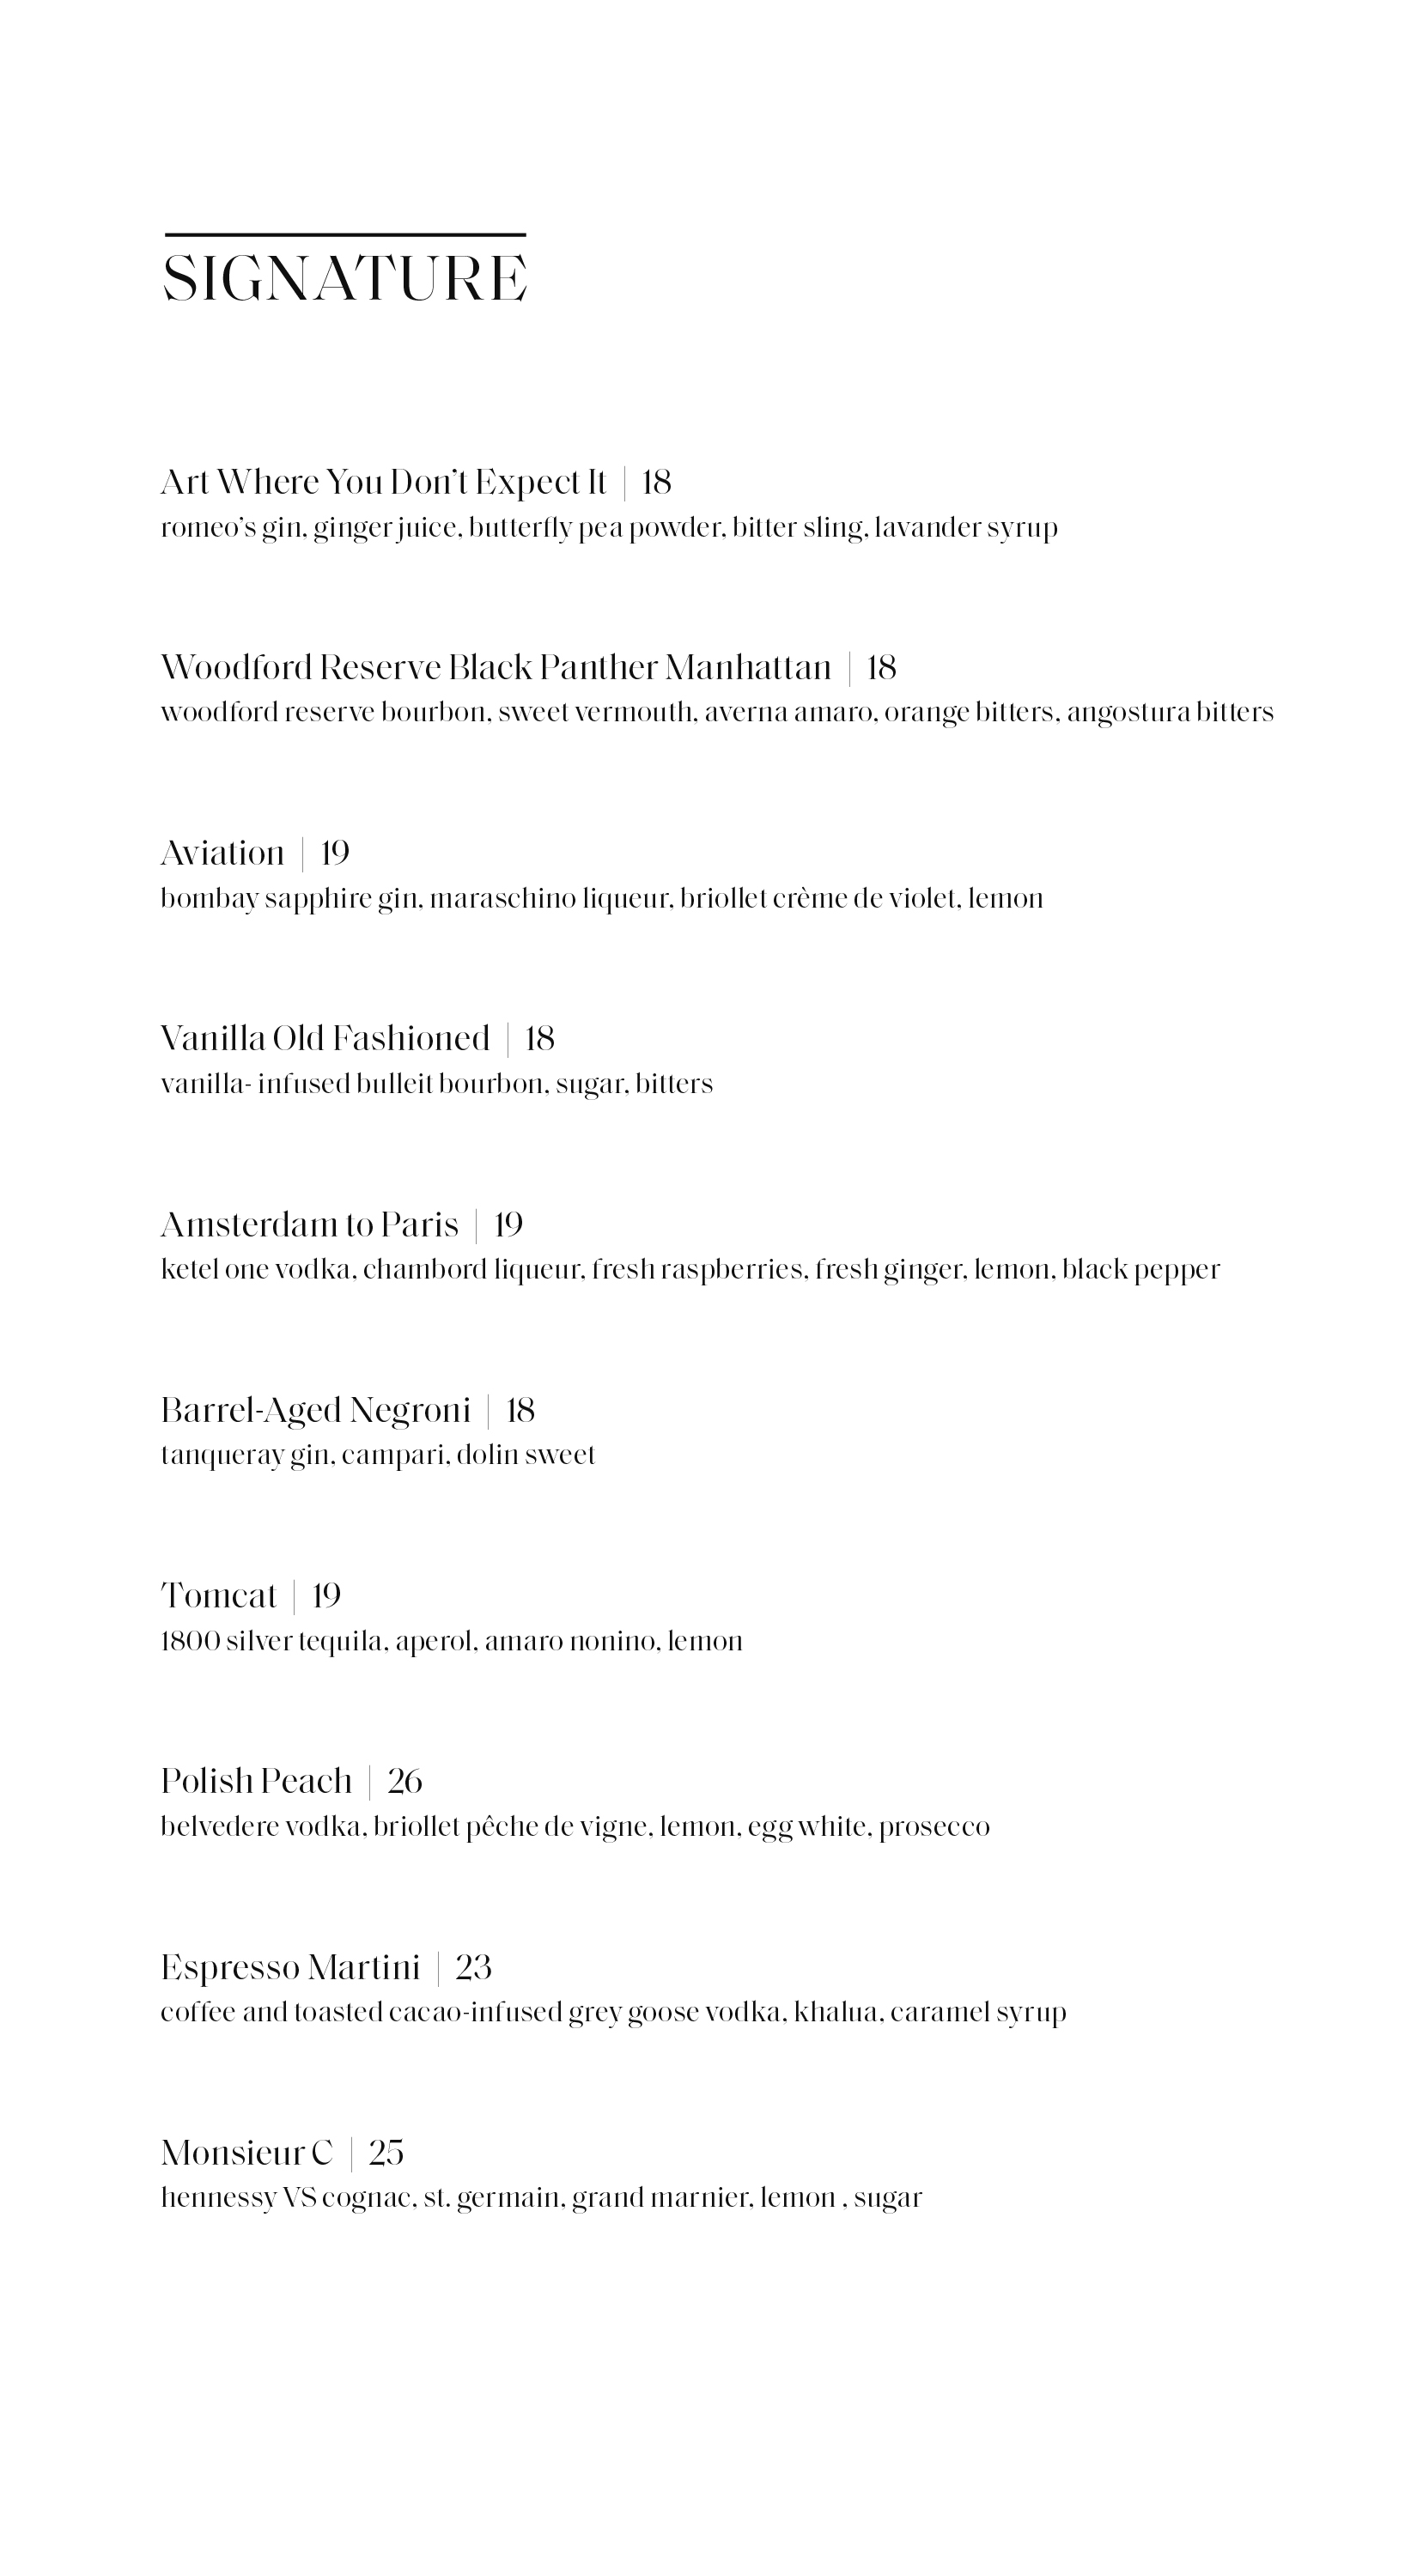 SIGNATURE
Art Where You Don’t Expect It | 18
romeo’s gin, ginger juice, butterfly pea powder, bitter sling, lavander syrup
Woodford Reserve Black Panther Manhattan | 18
woodford reserve bourbon, sweet vermouth, averna amaro, orange bitters, angostura bitters
Aviation | 19
bombay sapphire gin, maraschino liqueur, briollet crème de violet, lemon
Vanilla Old Fashioned | 18
vanilla- infused bulleit bourbon, sugar, bitters
Amsterdam to Paris | 19
ketel one vodka, chambord liqueur, fresh raspberries, fresh ginger, lemon, black pepper
Barrel-Aged Negroni | 18
tanqueray gin, campari, dolin sweet
Tomcat | 19
1800 silver tequila, aperol, amaro nonino, lemon
Polish Peach | 26
belvedere vodka, briollet pêche de vigne, lemon, egg white, prosecco
Espresso Martini | 23
coffee and toasted cacao-infused grey goose vodka, khalua, caramel syrup
Monsieur C | 25
hennessy VS cognac, st. germain, grand marnier, lemon , sugar